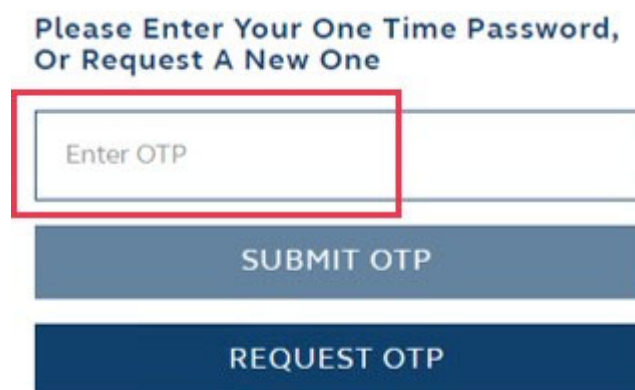 Please Enter Your One Time Password,
Or Request A New One
Enter OTP
SUBMIT OTP
REQUEST OTP